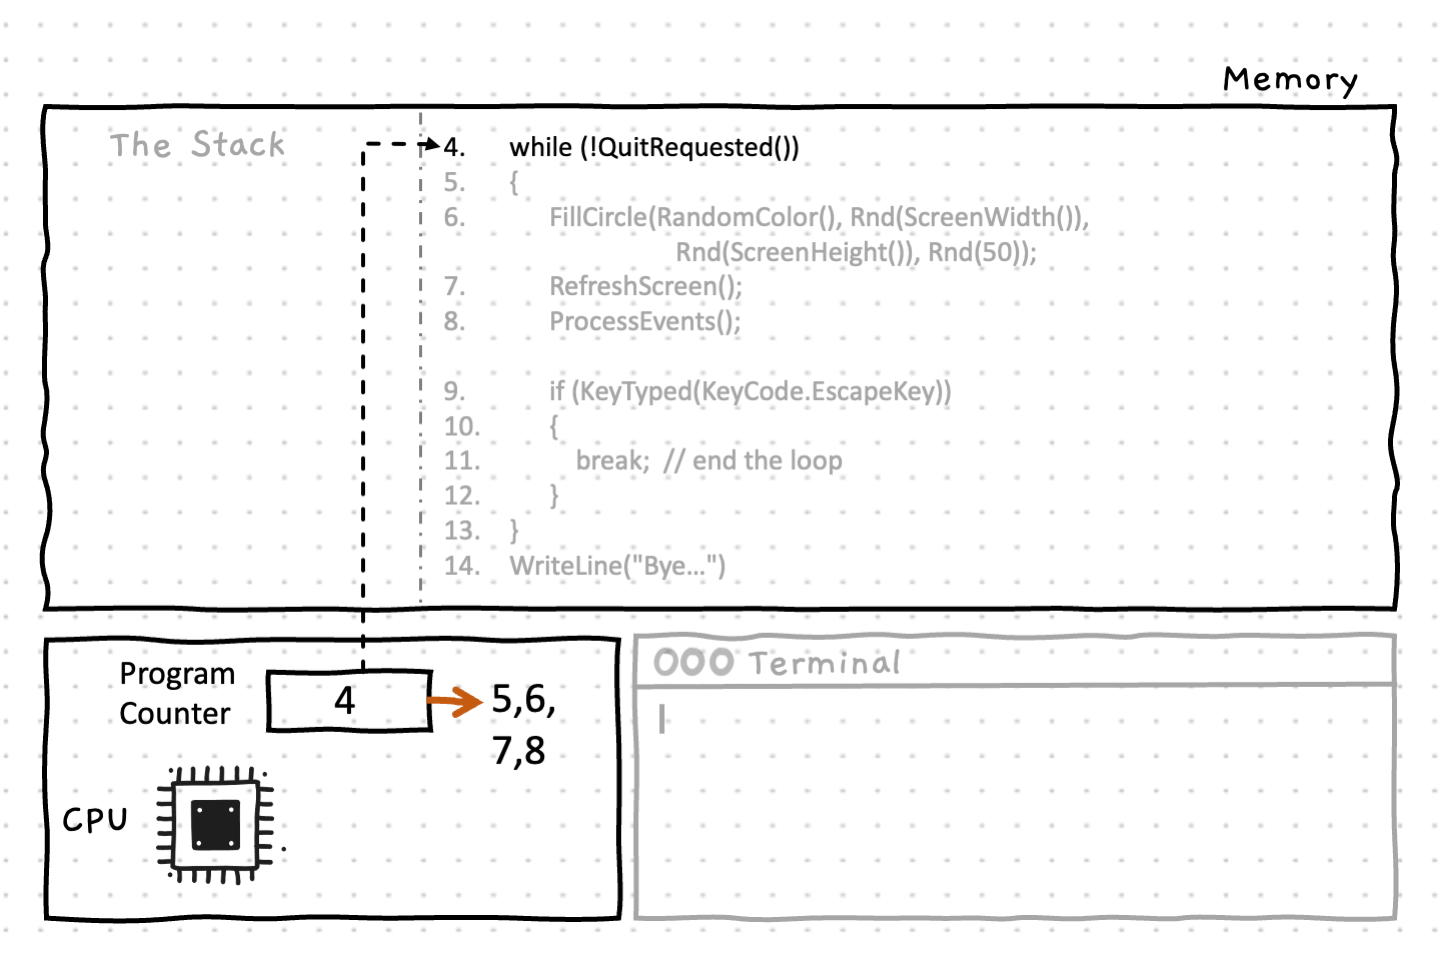 Memory
The Stack
4. while (!QuitRequested())
5. {
6. FillCircle(RandomColor(), Rnd(ScreenWidth()),
Rnd(ScreenHeight()), Rnd(50));
7. RefreshScreen();
8. ProcessEvents();
9. if (KeyTyped(KeyCode.EscapeKey))
10. {
11. break; // end the loop
12. }
13. }
14. WriteLine("Bye...")
Program
Counter
4
5,6,
7,8
CPU
Terminal